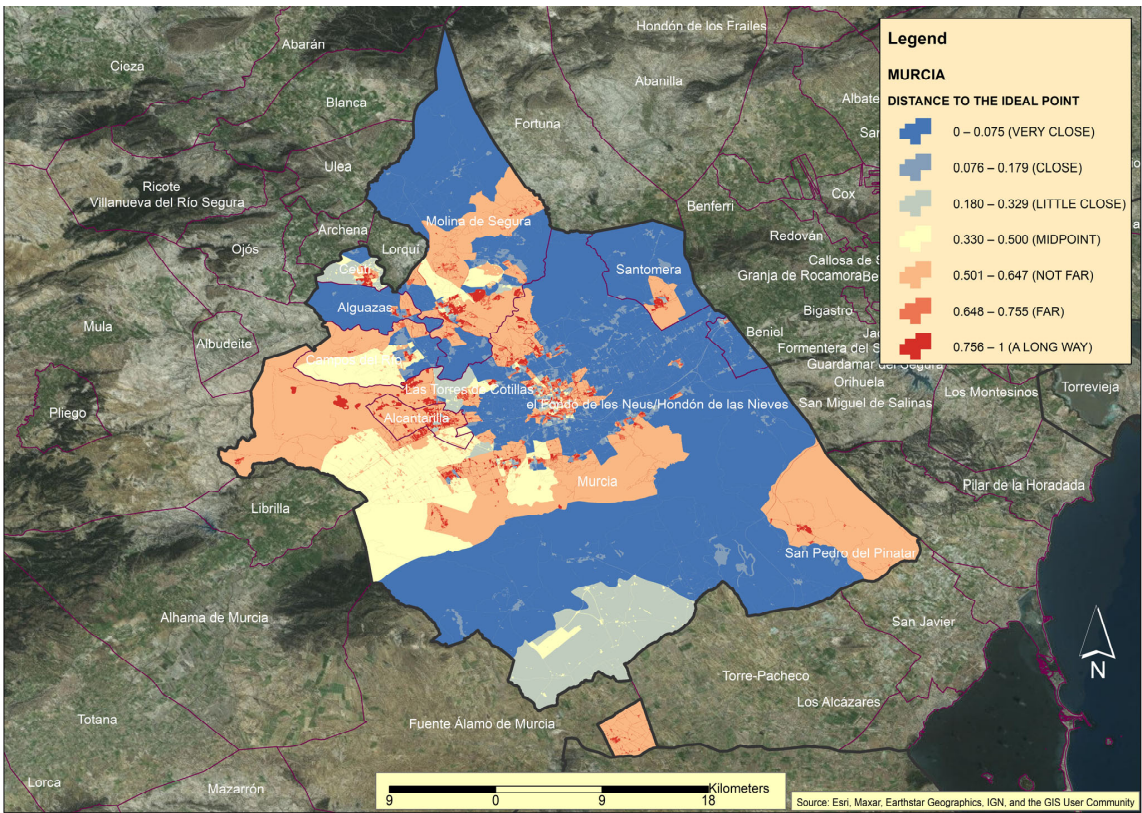 Hondón de los Frailes
Abarán
Cieza
Abanilla
Blanca
Fortuna
Ulea
Ricote
Villanueva del Río Segura
Archena
Molina de Segura
Lorquí
Ojós
Ceutí
Santomera
Alguazas
Mula
Albudeite
Las Torres de Cotillas
el Fondo de les Neus/Hondón de las Nieves
Alcantarilla
Pliego
Murcia
Librilla
San Pedro del Pinatar
Alhama de Murcia
San Javier
Torre-Pacheco
Los Alcázares
Fuente Álamo de Murcia
Totana
Lorca
Mazarrón
Benferri
Cox
Redován
Callosa de S
Granja de Rocamora
Be
Bigastro
Beniel
Ja
Formentera del S
Guardamar del Segura
Orihuela
San Miguel de Salinas
Los Montesinos
Torrevieja
Pilar de la Horadada
Albate
Legend
MURCIA
DISTANCE TO THE IDEAL POINT
0 – 0.075 (VERY CLOSE)
0.076 – 0.179 (CLOSE)
0.180 – 0.329 (LITTLE CLOSE)
0.330 – 0.500 (MIDPOINT)
0.501 – 0.647 (NOT FAR)
0.648 – 0.755 (FAR)
0.756 – 1 (A LONG WAY)
N
Kilometers
9 0 9 18
Source: Esri, Maxar, Earthstar Geographics, IGN, and the GIS User Community